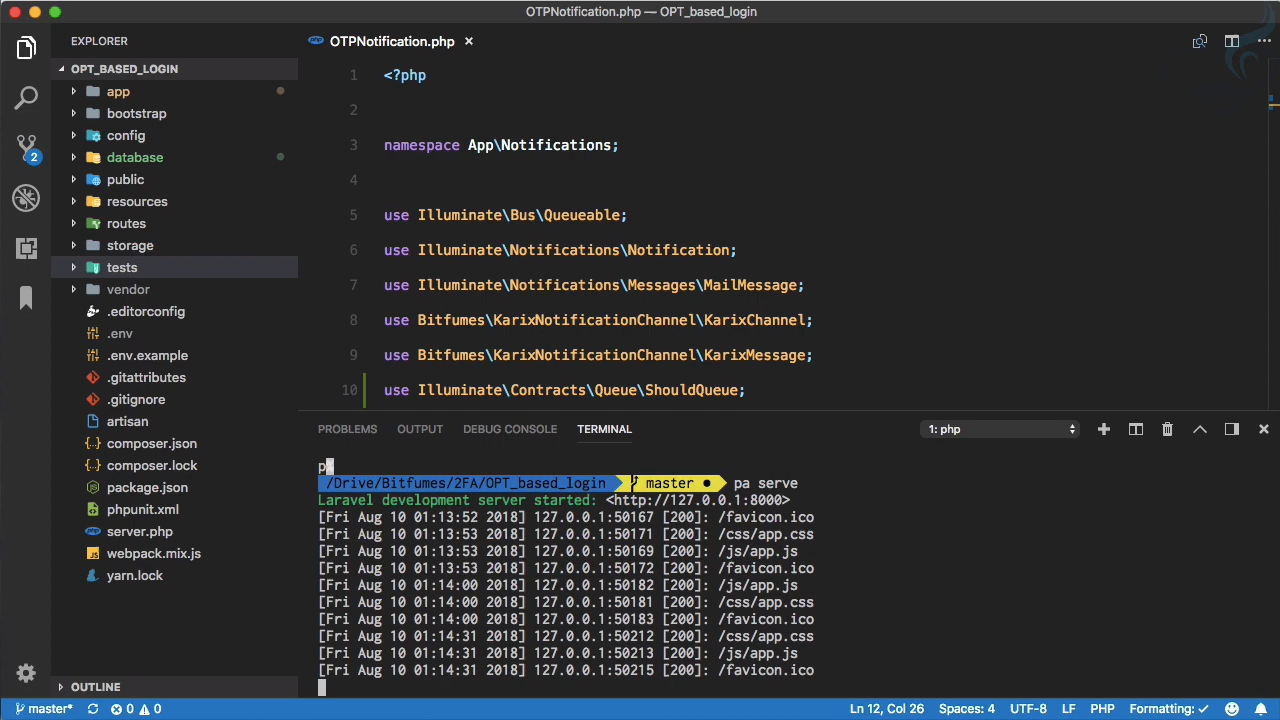 OTPNotification.php — OPT_based_login
EXPLORER
OTPNotification.php ×
OPT_BASED_LOGIN
app
bootstrap
config
database
public
resources
routes
storage
tests
vendor
.editorconfig
.env
.env.example
.gitattributes
.gitignore
artisan
composer.json
composer.lock
package.json
phpunit.xml
server.php
webpack.mix.js
yarn.lock
OUTLINE
2
1 <?php
2
3 namespace App\Notifications;
4
5 use Illuminate\Bus\Queueable;
6 use Illuminate\Notifications\Notification;
7 use Illuminate\Notifications\Messages\MailMessage;
8 use Bitfumes\KarixNotificationChannel\KarixChannel;
9 use Bitfumes\KarixNotificationChannel\KarixMessage;
10 use Illuminate\Contracts\Queue\ShouldQueue;
PROBLEMS OUTPUT DEBUG CONSOLE TERMINAL 1: php
~/Drive/Bitfumes/2FA/OPT_based_login master ● pa serve
Laravel development server started: <http://127.0.0.1:8000>
[Fri Aug 10 01:13:52 2018] 127.0.0.1:50167 [200]: /favicon.ico
[Fri Aug 10 01:13:53 2018] 127.0.0.1:50171 [200]: /css/app.css
[Fri Aug 10 01:13:53 2018] 127.0.0.1:50169 [200]: /js/app.js
[Fri Aug 10 01:13:53 2018] 127.0.0.1:50172 [200]: /favicon.ico
[Fri Aug 10 01:14:00 2018] 127.0.0.1:50182 [200]: /js/app.js
[Fri Aug 10 01:14:00 2018] 127.0.0.1:50181 [200]: /css/app.css
[Fri Aug 10 01:14:00 2018] 127.0.0.1:50183 [200]: /favicon.ico
[Fri Aug 10 01:14:31 2018] 127.0.0.1:50212 [200]: /css/app.css
[Fri Aug 10 01:14:31 2018] 127.0.0.1:50213 [200]: /js/app.js
[Fri Aug 10 01:14:31 2018] 127.0.0.1:50215 [200]: /favicon.ico
master* 0 0 Ln 12, Col 26 Spaces: 4 UTF-8 LF PHP Formatting: ✓